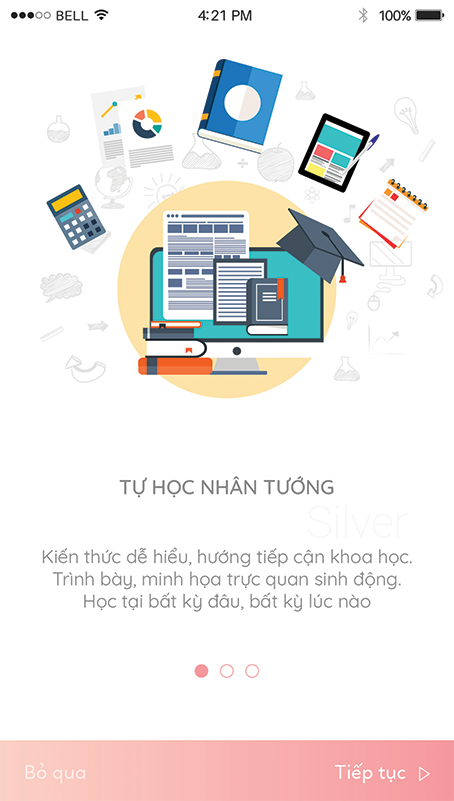 BELL
4:21 PM
100%
TỰ HỌC NHÂN TƯỚNG
Silver
Kiến thức dễ hiểu, hướng tiếp cận khoa học.
Trình bày, minh họa trực quan sinh động.
Học tại bất kỳ đâu, bất kỳ lúc nào
Bỏ qua
Tiếp tục